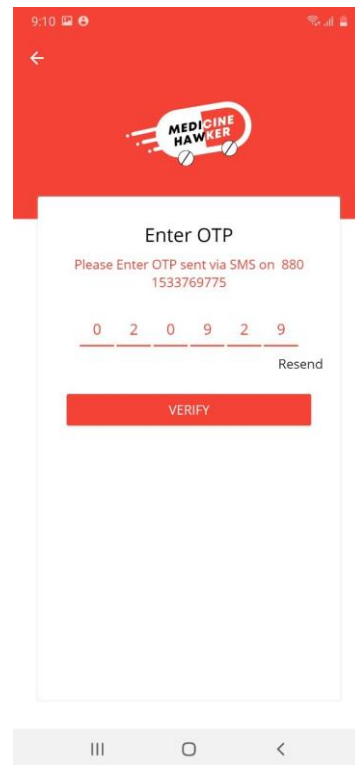 9:10
MEDICINE
HAWKER
Enter OTP
Please Enter OTP sent via SMS on 880
1533769775
0 2 0 9 2 9
Resend
VERIFY